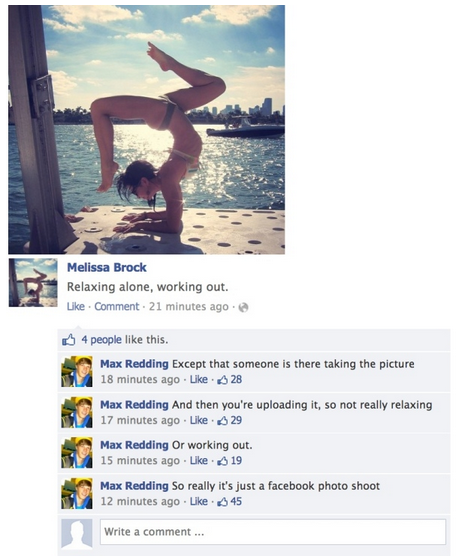 Melissa Brock
Relaxing alone, working out.
Like · Comment · 21 minutes ago ·
4 people like this.
Max Redding Except that someone is there taking the picture
18 minutes ago · Like · 28
Max Redding And then you're uploading it, so not really relaxing
17 minutes ago · Like · 29
Max Redding Or working out.
15 minutes ago · Like · 19
Max Redding So really it's just a facebook photo shoot
12 minutes ago · Like · 45
Write a comment ...